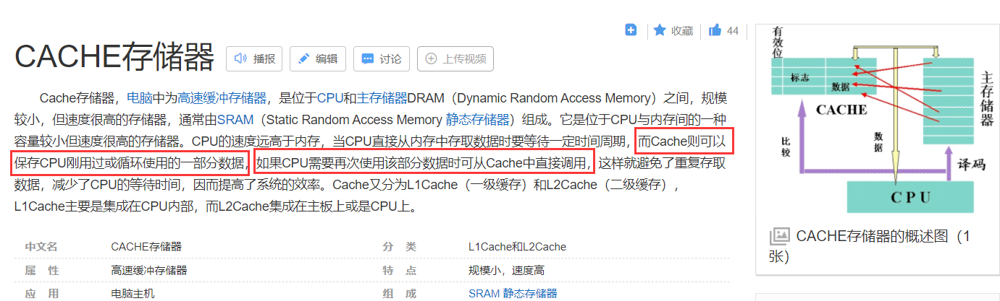 收藏 44
CACHE存储器 播报 编辑 讨论 上传视频
Cache存储器，电脑中为高速缓冲存储器，是位于CPU和主存储器DRAM（Dynamic Random Access Memory）之间，规模
较小，但速度很高的存储器，通常由SRAM（Static Random Access Memory 静态存储器）组成。它是位于CPU与内存间的一种
容量较小但速度很高的存储器。CPU的速度远高于内存，当CPU直接从内存中存取数据时要等待一定时间周期，而Cache则可以
保存CPU刚用过或循环使用的一部分数据，如果CPU需要再次使用该部分数据时可从Cache中直接调用，这样就避免了重复存取
数据，减少了CPU的等待时间，因而提高了系统的效率。Cache又分为L1Cache（一级缓存）和L2Cache（二级缓存），
L1Cache主要是集成在CPU内部，而L2Cache集成在主板上或是CPU上。
中文名 CACHE存储器 分 类 L1Cache和L2Cache
属 性 高速缓冲存储器 特 点 规模小，速度高
应 用 电脑主机 组 成 SRAM 静态存储器
有效位
标志
数据
CACHE
主存储器
比较
数据
译码
CPU
CACHE存储器的概述图（1
张）